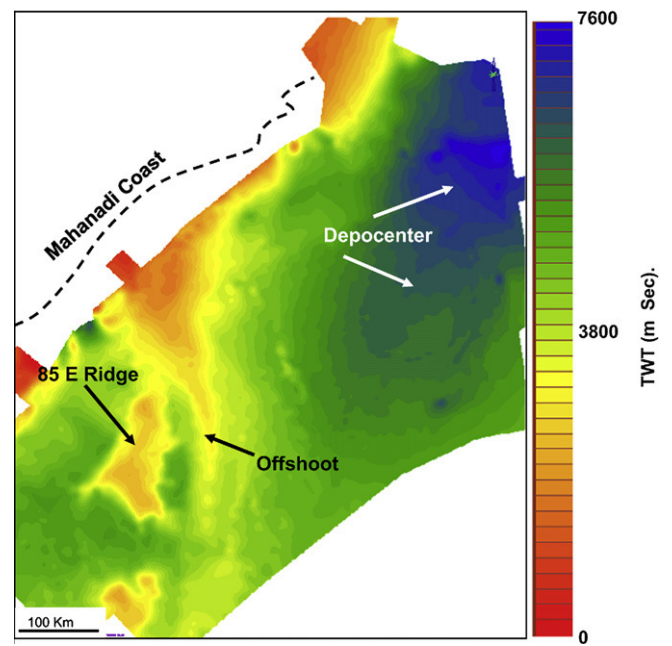 7600
Mahanadi Coast
Depocenter
3800
TWT (m Sec).
85 E Ridge
Offshoot
100 Km
0